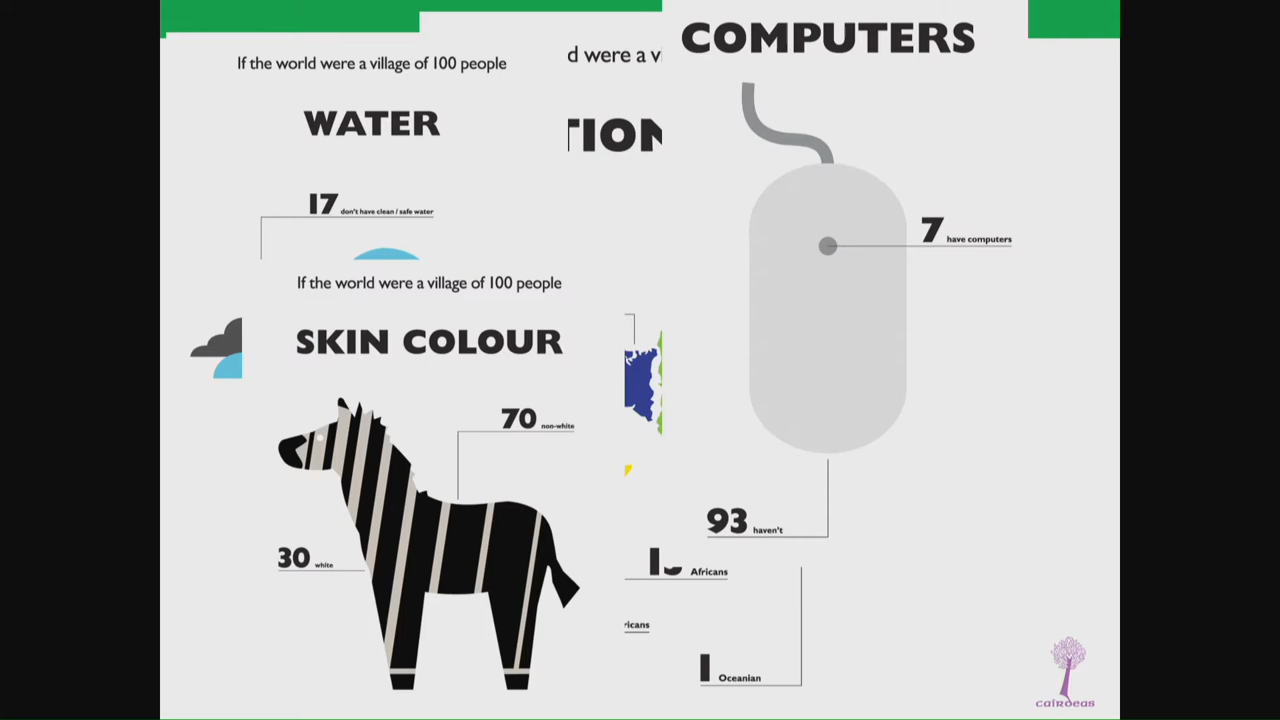 If the world were a village of 100 people
WATER
17 don't have clean / safe water
d were a vi
TION
COMPUTERS
7 have computers
93 haven't
If the world were a village of 100 people
SKIN COLOUR
70 non-white
30 white
Africans
ricans
1 Oceanian
cairdeas